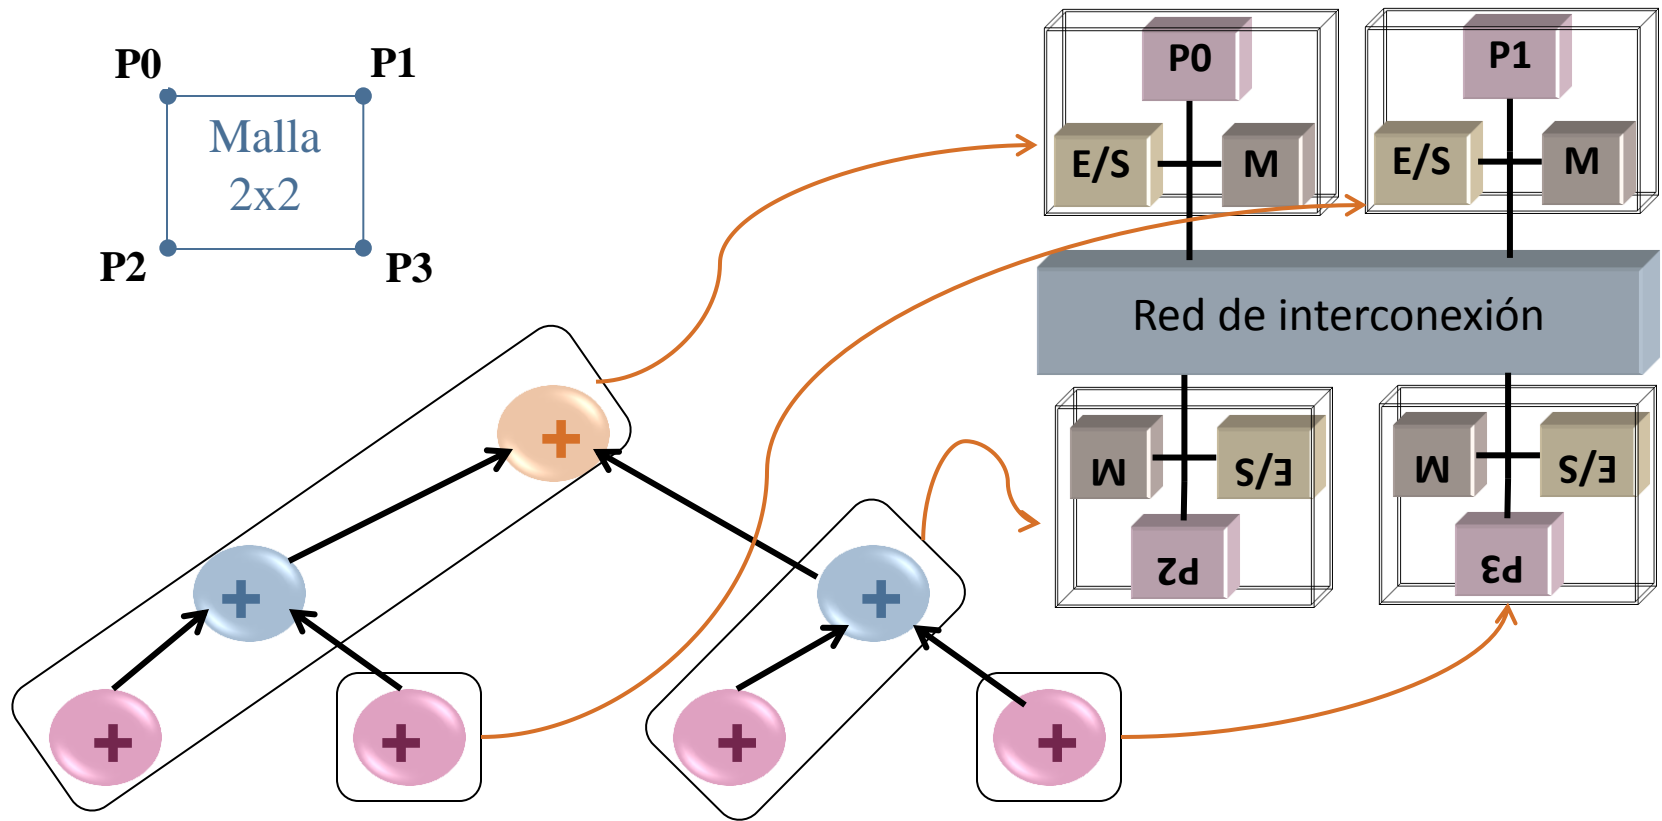 P0
P1
Malla
2x2
P2
P3
P0
E/S
M
P1
E/S
M
Red de interconexión
M
E/S
P2
M
E/S
P3
+
+
+
+
+
+
+